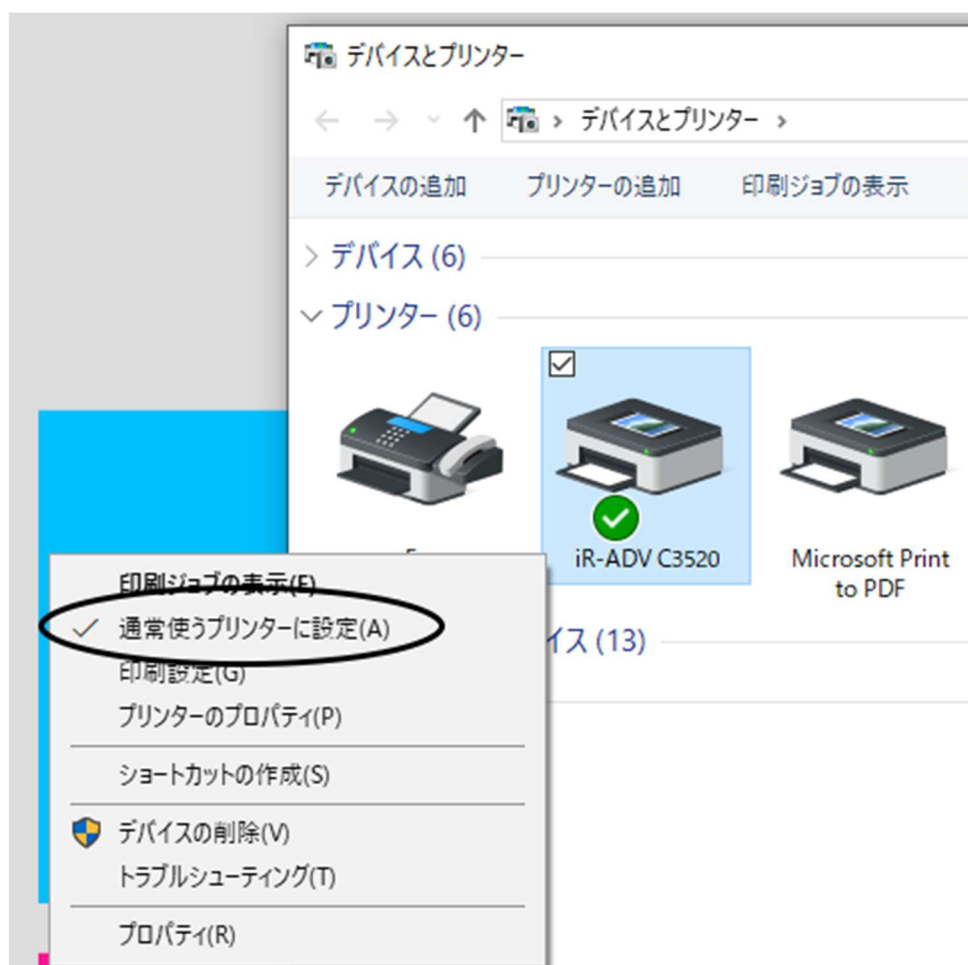 デバイスとプリンター
デバイスとプリンター
デバイスの追加 プリンターの追加 印刷ジョブの表示
デバイス (6)
プリンター (6)
iR-ADV C3520
Microsoft Print
to PDF
イス (13)
印刷ジョブの表示(E)
通常使うプリンターに設定(A)
印刷設定(G)
プリンターのプロパティ(P)
ショートカットの作成(S)
デバイスの削除(V)
トラブルシューティング(T)
プロパティ(R)